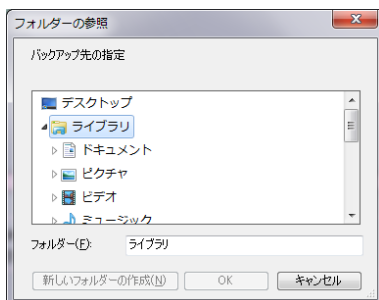 フォルダーの参照
バックアップ先の指定
デスクトップ
ライブラリ
ドキュメント
ピクチャ
ビデオ
ミュージック
フォルダー(F): ライブラリ
新しいフォルダーの作成(N) OK キャンセル